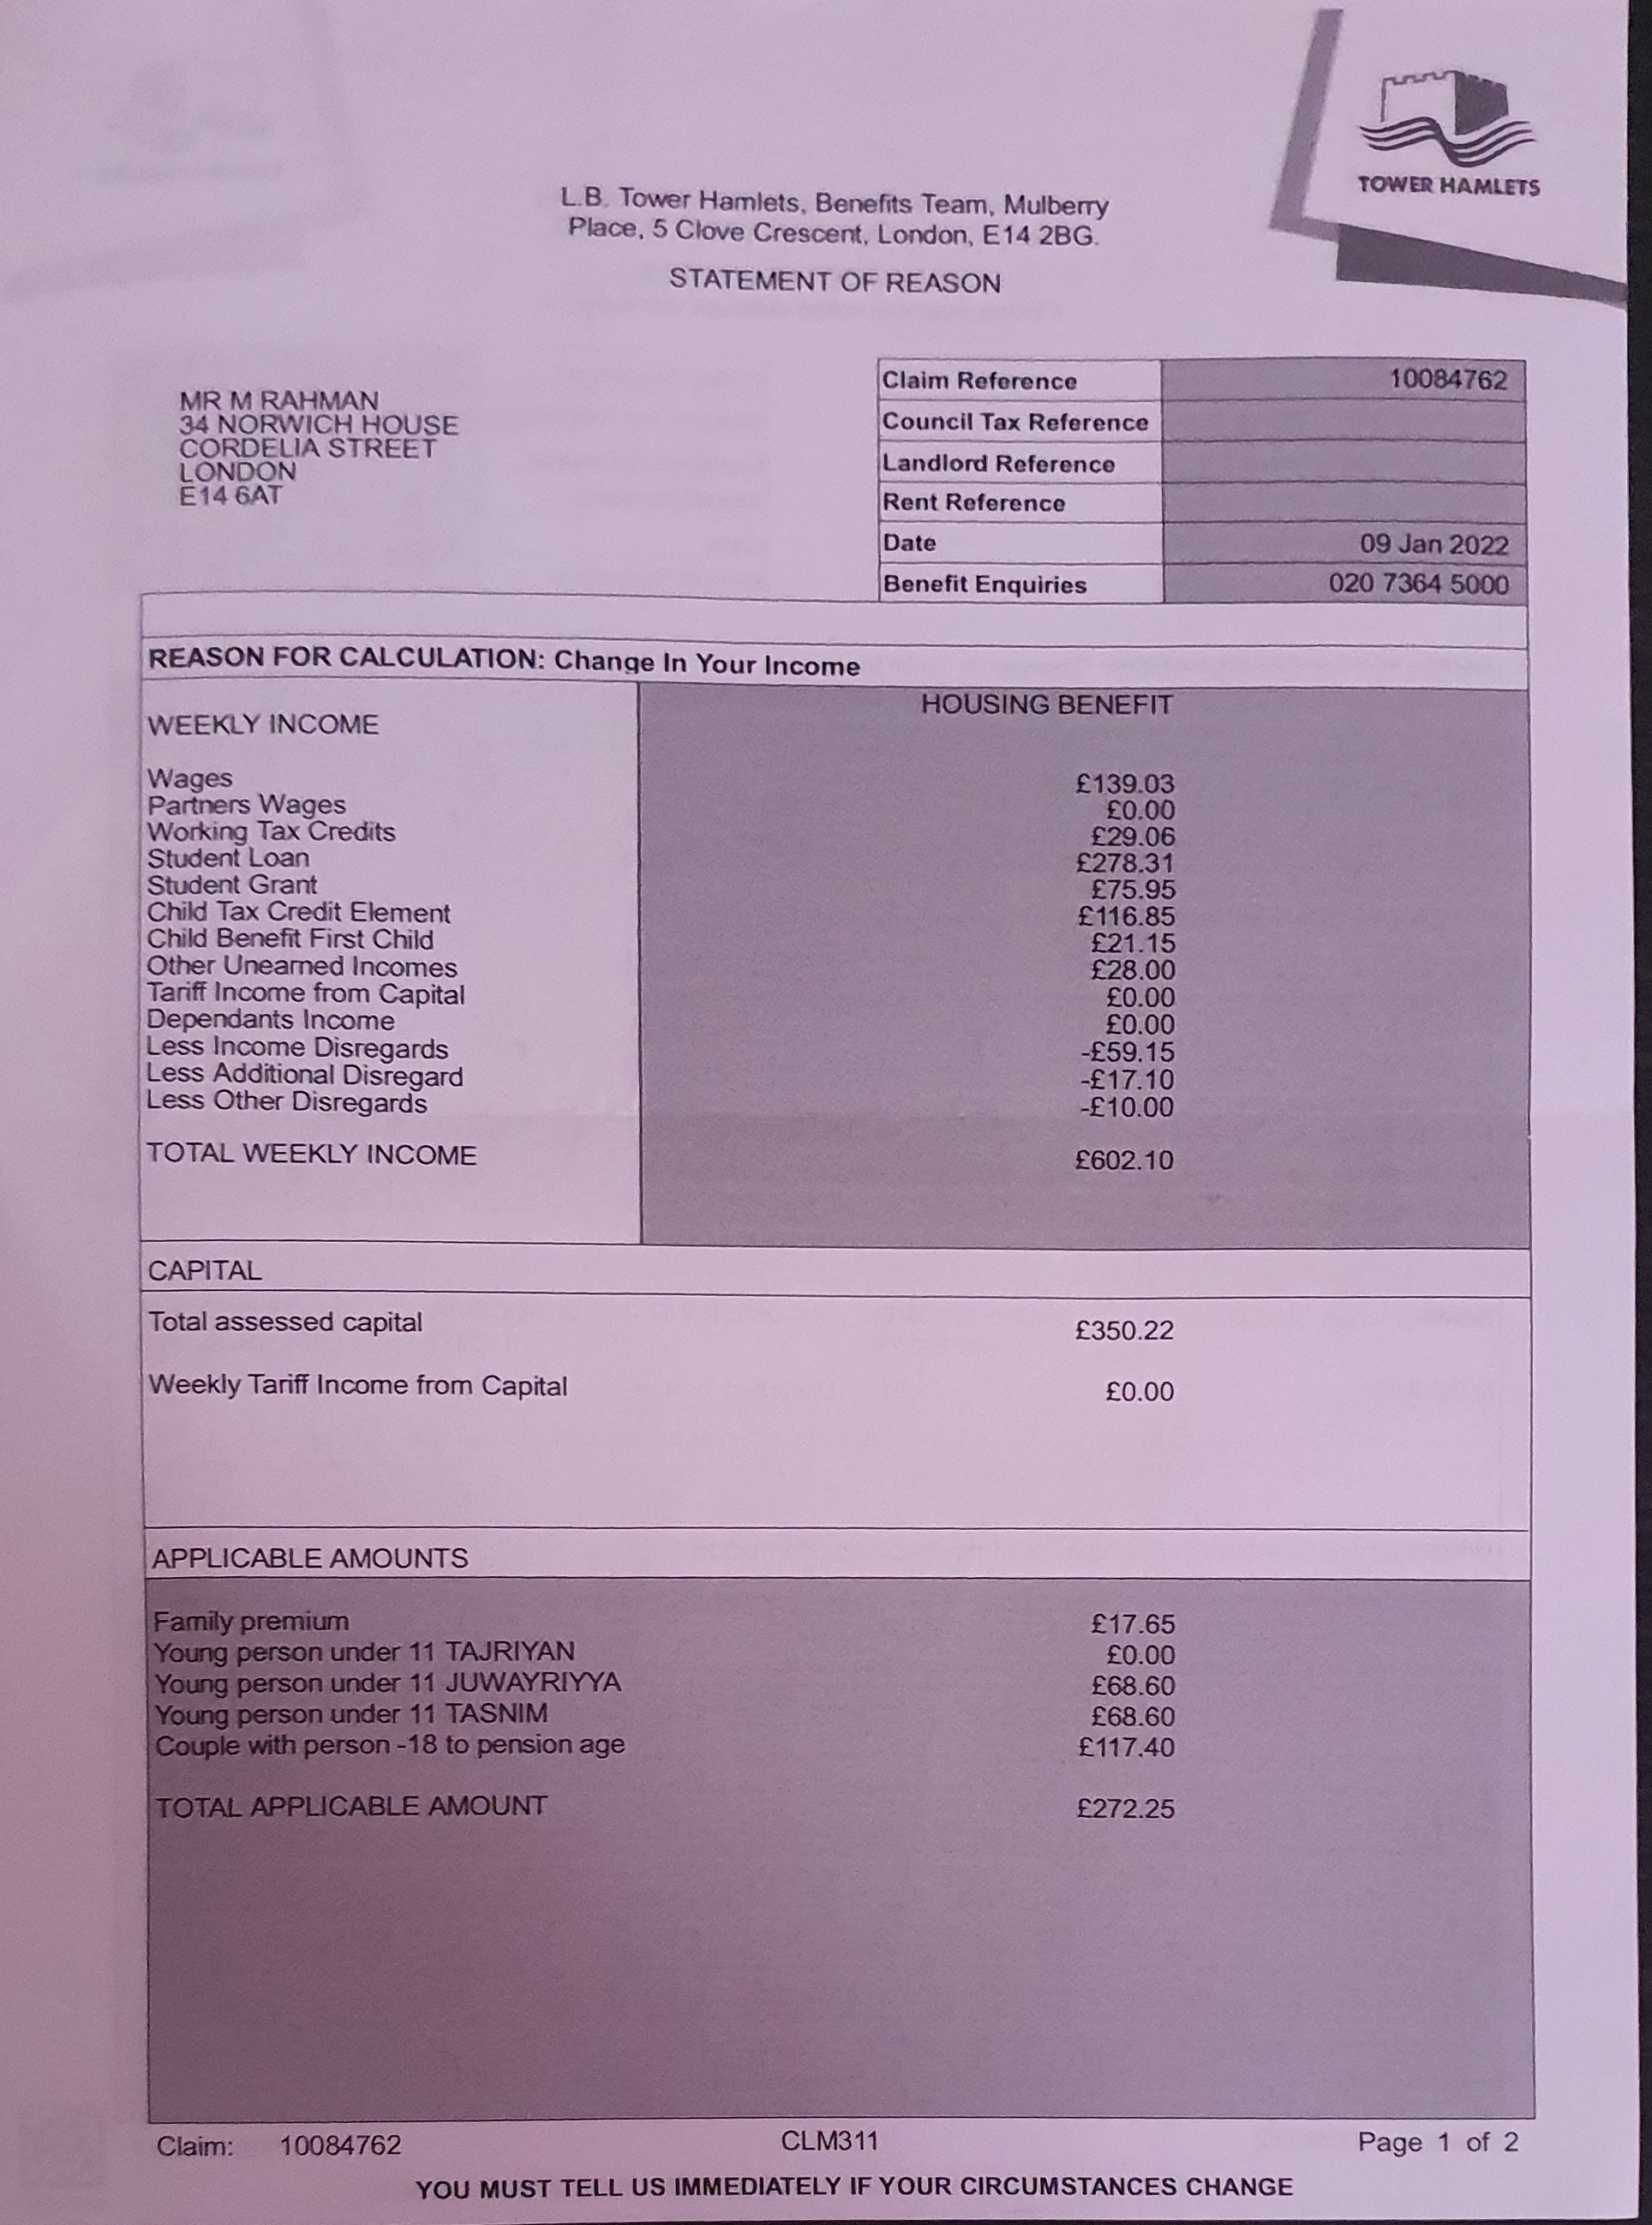 TOWER HAMLETS
L.B. Tower Hamlets, Benefits Team, Mulberry
Place, 5 Clove Crescent, London, E14 2BG.
STATEMENT OF REASON
MR M RAHMAN
34 NORWICH HOUSE
CORDELIA STREET
LONDON
E14 6AT
Claim Reference 10084762
Council Tax Reference
Landlord Reference
Rent Reference
Date 09 Jan 2022
Benefit Enquiries 020 7364 5000
REASON FOR CALCULATION: Change In Your Income
HOUSING BENEFIT
WEEKLY INCOME
Wages £139.03
Partners Wages £0.00
Working Tax Credits £29.06
Student Loan £278.31
Student Grant £75.95
Child Tax Credit Element £116.85
Child Benefit First Child £21.15
Other Unearned Incomes £28.00
Tariff Income from Capital £0.00
Dependants Income £0.00
Less Income Disregards -£59.15
Less Additional Disregard -£17.10
Less Other Disregards -£10.00
TOTAL WEEKLY INCOME £602.10
CAPITAL
Total assessed capital £350.22
Weekly Tariff Income from Capital £0.00
APPLICABLE AMOUNTS
Family premium £17.65
Young person under 11 TAJRIYAN £0.00
Young person under 11 JUWAYRIYYA £68.60
Young person under 11 TASNIM £68.60
Couple with person -18 to pension age £117.40
TOTAL APPLICABLE AMOUNT £272.25
Claim: 10084762 CLM311 Page 1 of 2
YOU MUST TELL US IMMEDIATELY IF YOUR CIRCUMSTANCES CHANGE